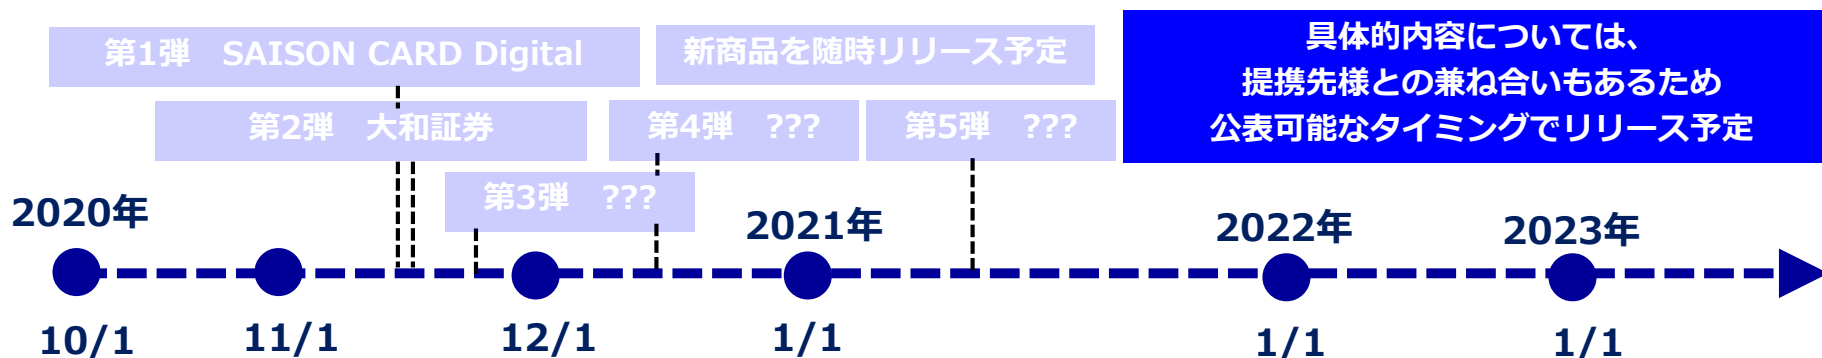 第1弾　SAISON CARD Digital
新商品を随時リリース予定
具体的内容については、
提携先様との兼ね合いもあるため
公表可能なタイミングでリリース予定
第2弾　大和証券
第4弾　???
第5弾　???
第3弾　???
2020年
2021年
2022年
2023年
10/1
11/1
12/1
1/1
1/1
1/1